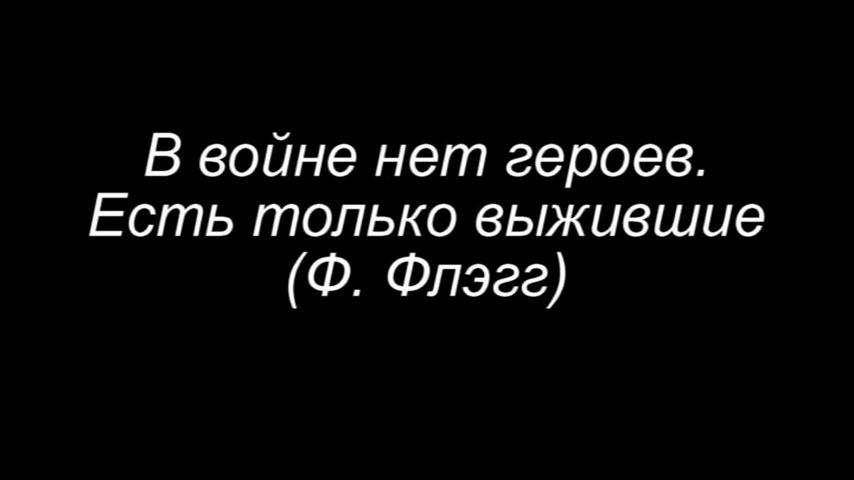 В войне нет героев.
Есть только выжившие
(Ф. Флэгг)